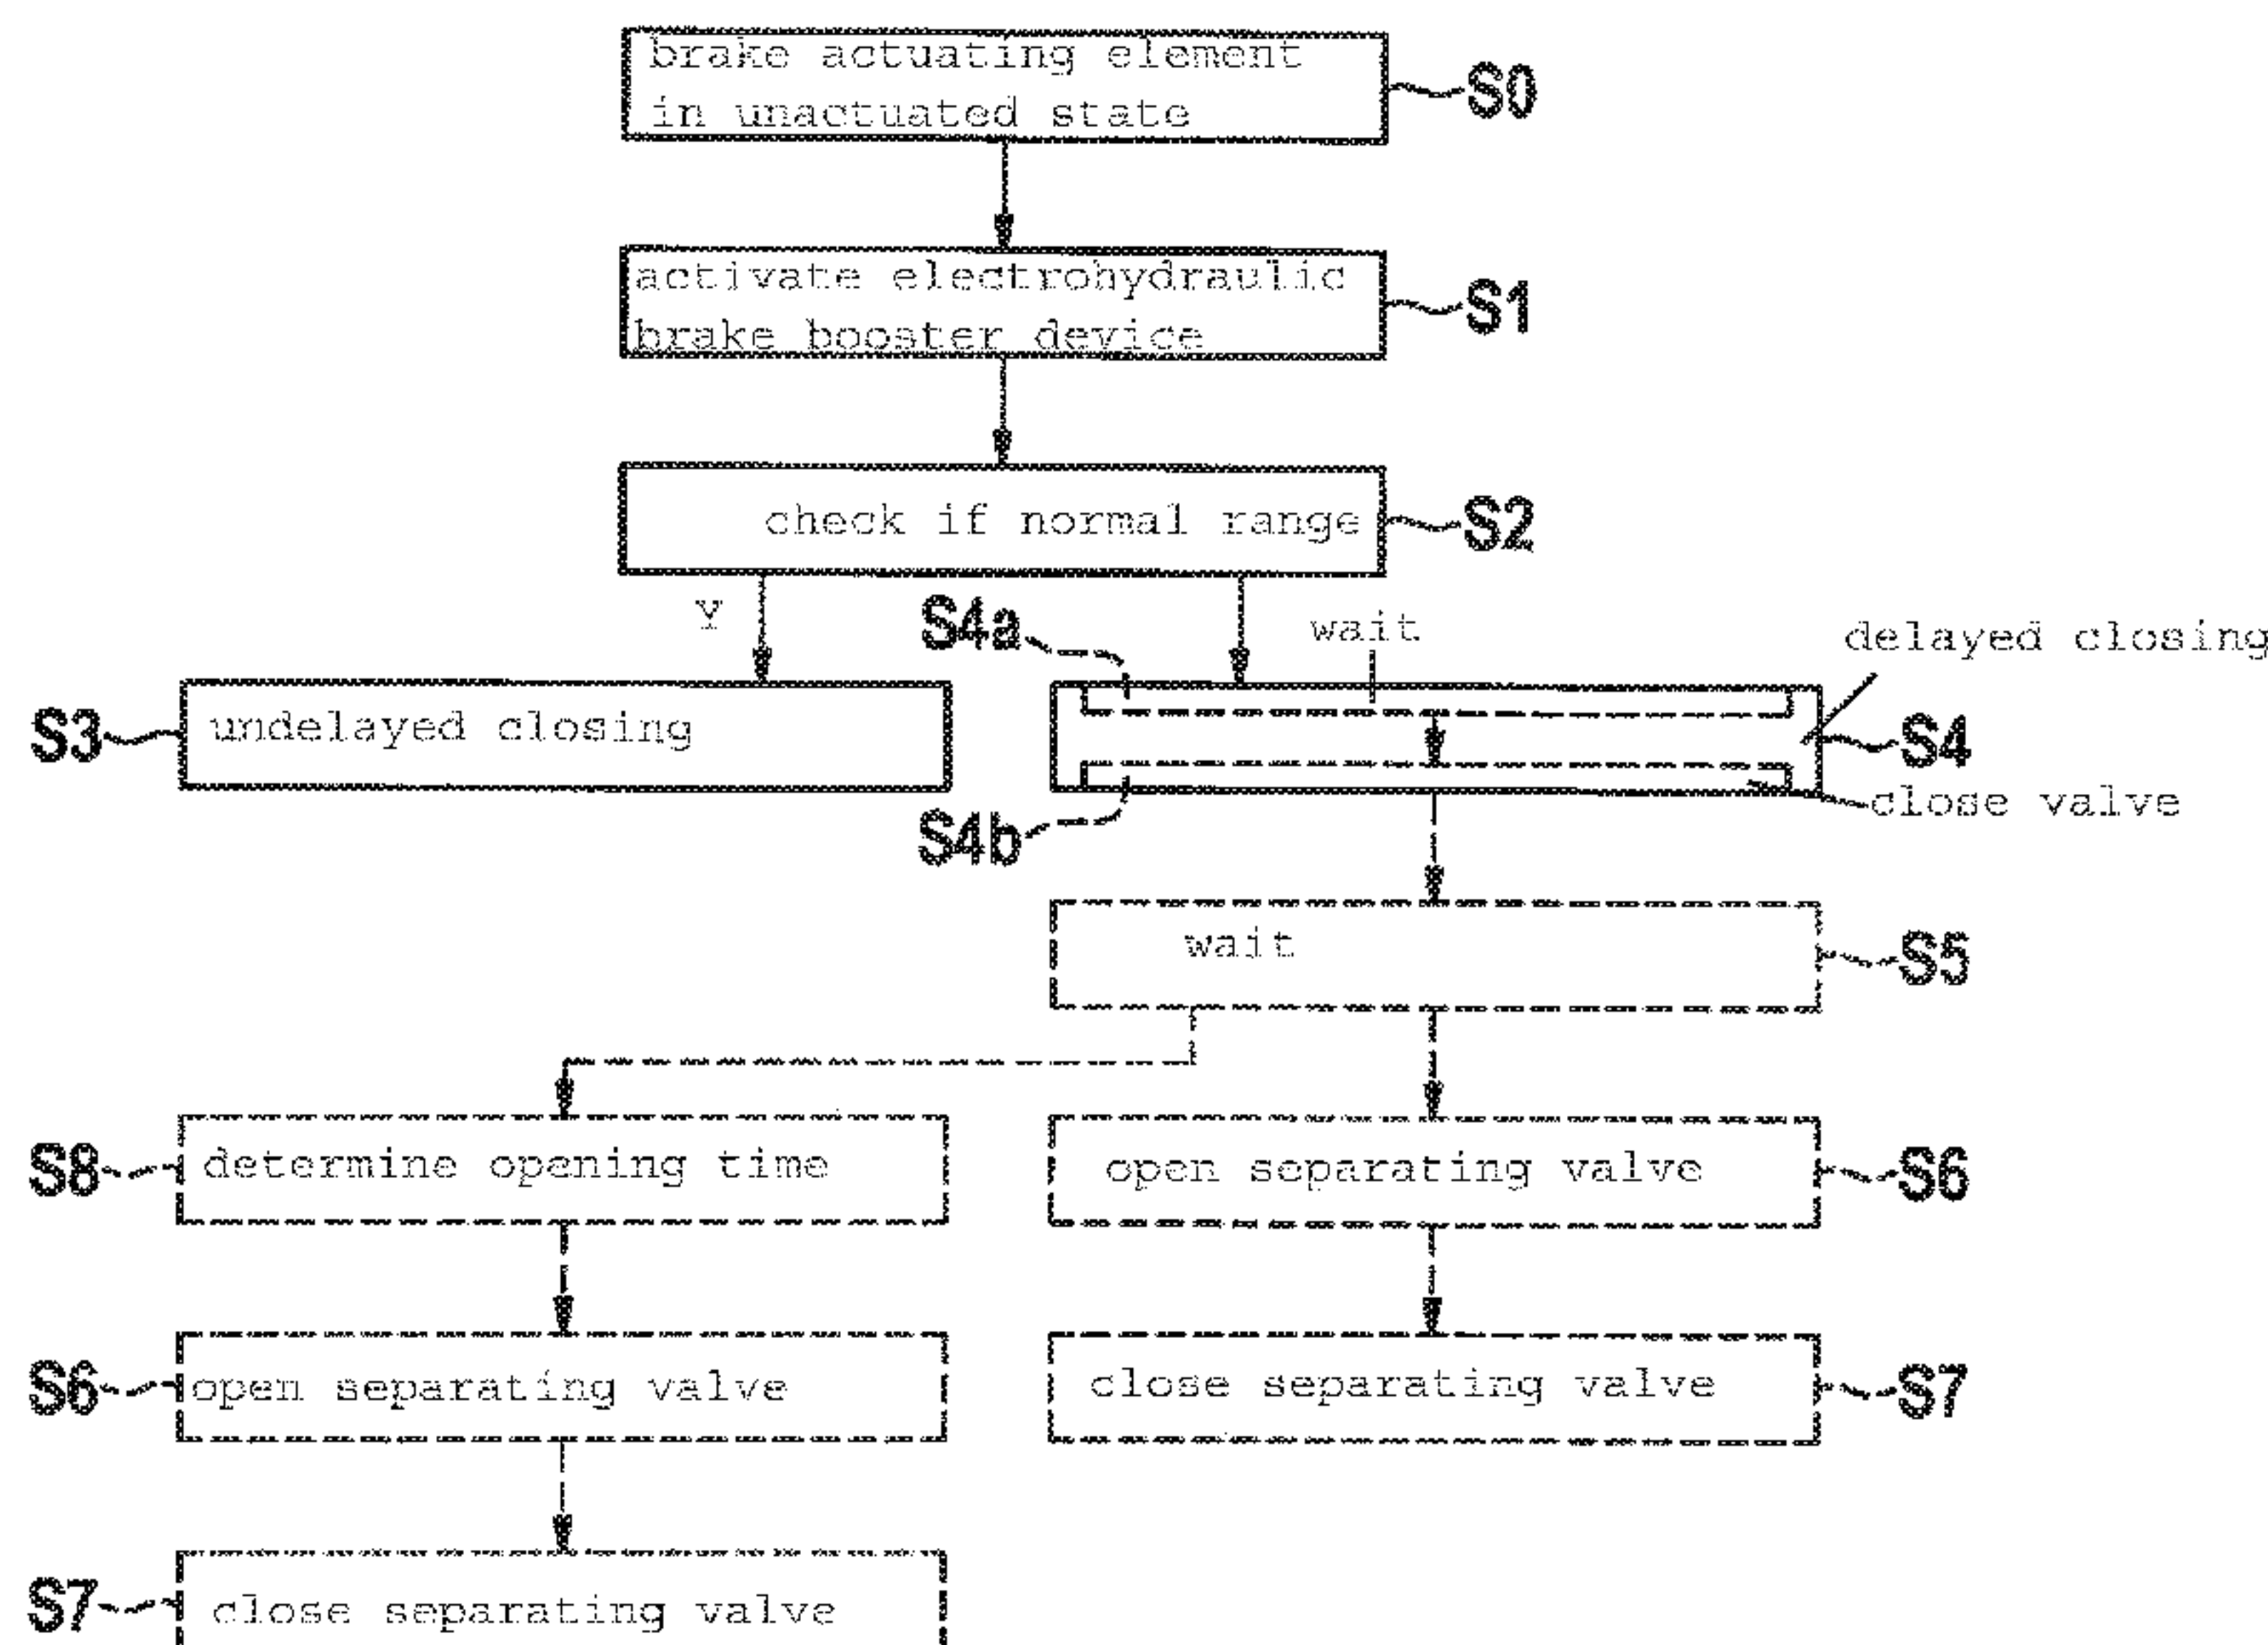 brake actuating element
in unactuated state
S0
activate electrohydraulic
brake booster device
S1
check if normal range
S2
Y
S4a
wait
delayed closing
S3
undelayed closing
S4
close valve
S4b
wait
S5
S8
determine opening time
open separating valve
S6
S6
open separating valve
close separating valve
S7
S7
close separating valve